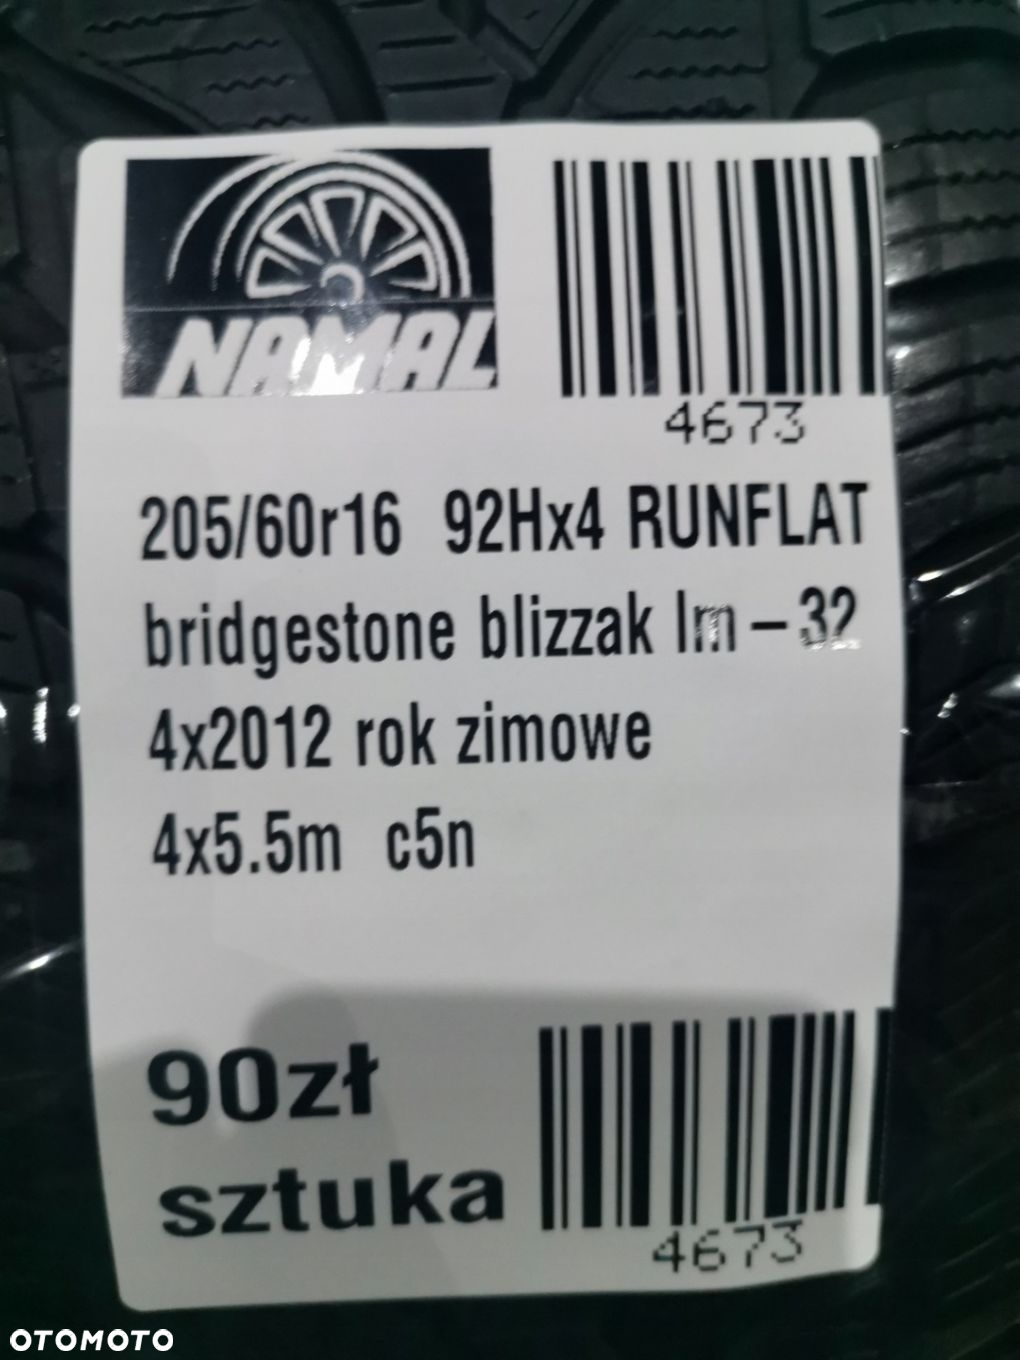 NAMAL
4673
205/60r16 92Hx4 RUNFLAT
bridgestone blizzak lm-32
4x2012 rok zimowe
4x5.5m c5n
90zł
sztuka
4673
OTOMOTO